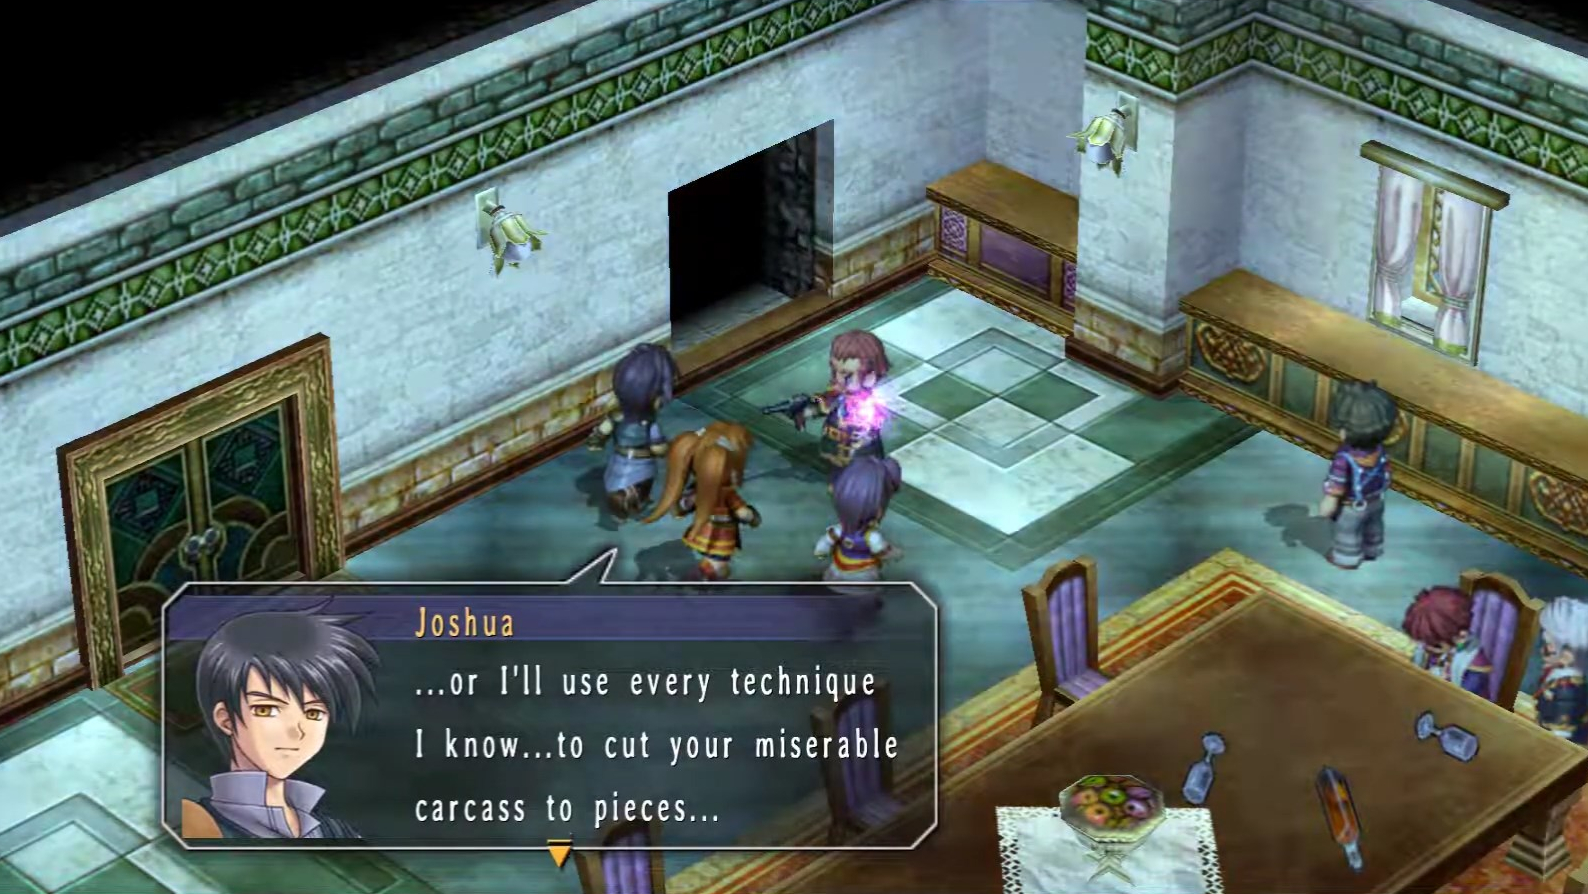 Joshua
...or I'll use every technique
I know...to cut your miserable
carcass to pieces...